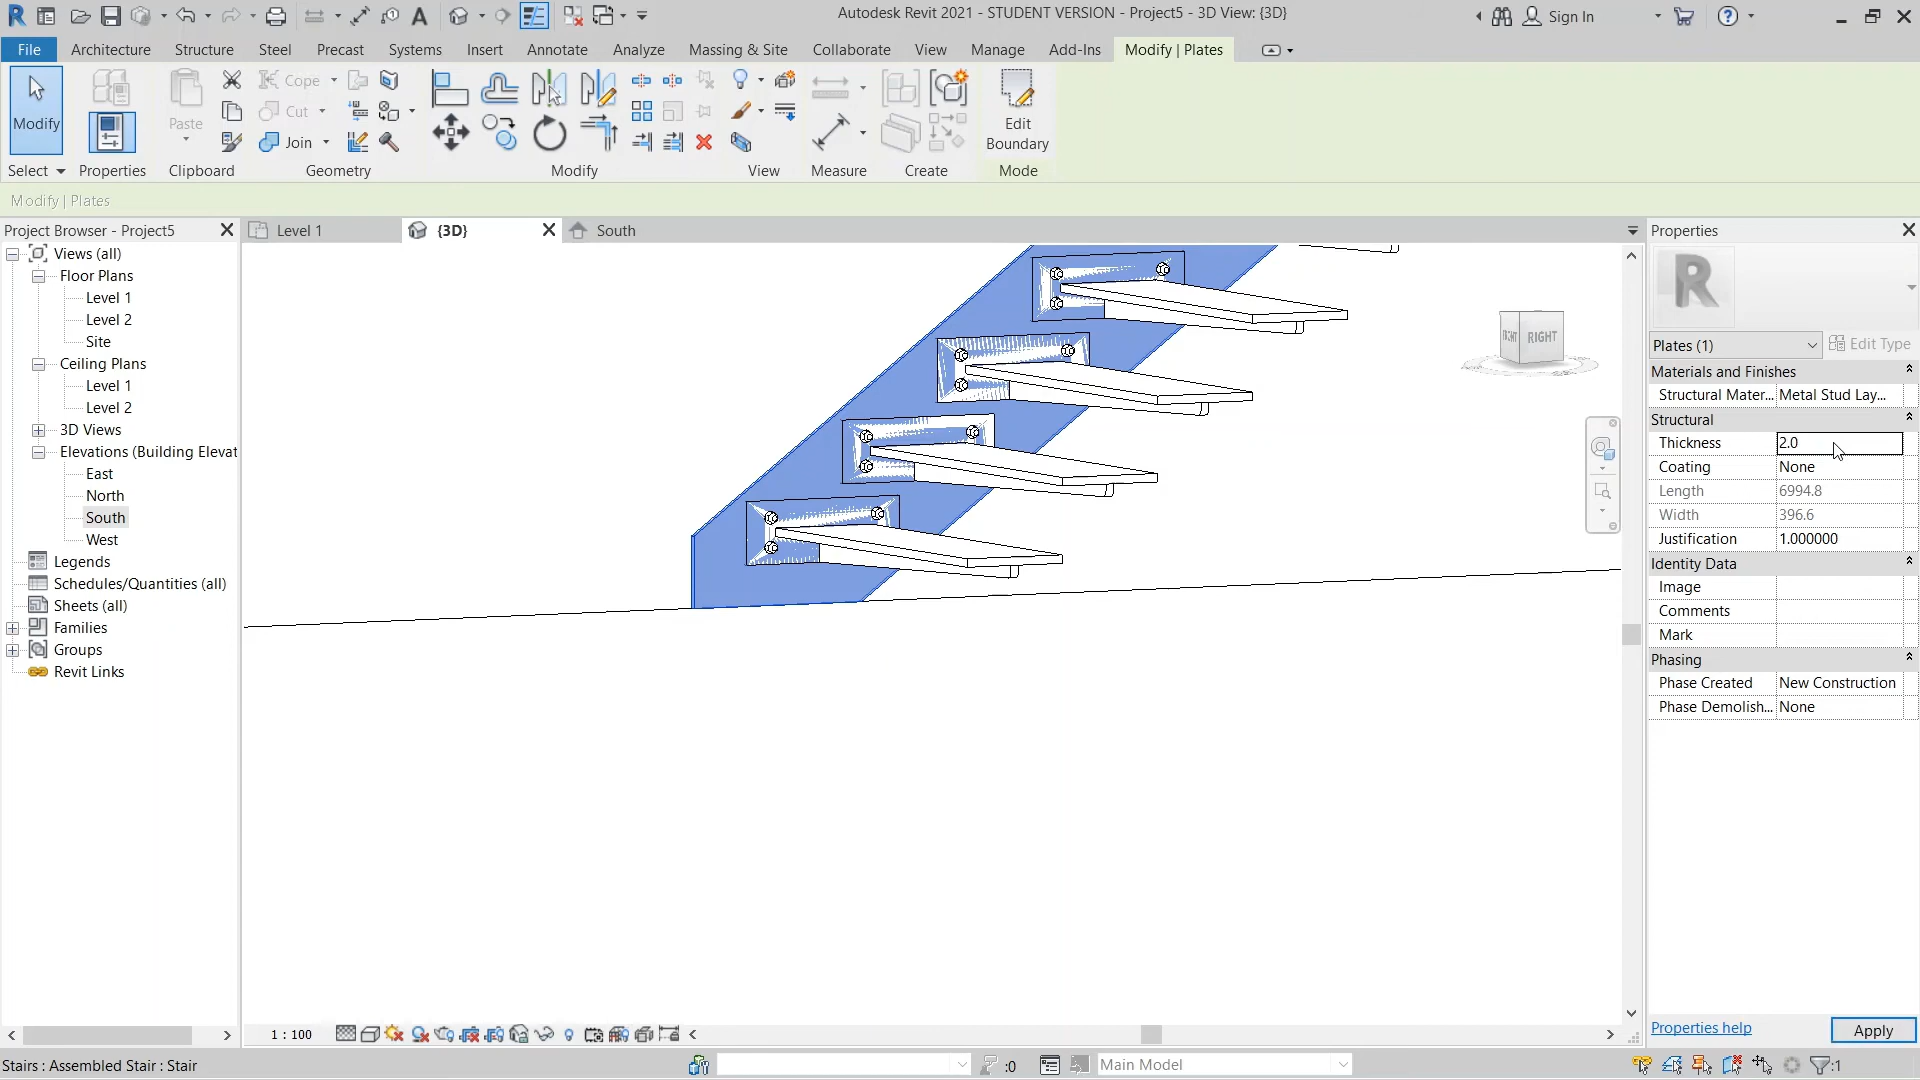 Autodesk Revit 2021 - STUDENT VERSION - Project5 - 3D View: {3D}
Sign In
File Architecture Structure Steel Precast Systems Insert Annotate Analyze Massing & Site Collaborate View Manage Add-Ins Modify | Plates
Modify
Paste
Cope
Cut
Join
Edit
Boundary
Select Properties Clipboard Geometry Modify View Measure Create Mode
Modify | Plates
Project Browser - Project5
Views (all)
Floor Plans
Level 1
Level 2
Site
Ceiling Plans
Level 1
Level 2
3D Views
Elevations (Building Elevat
East
North
South
West
Legends
Schedules/Quantities (all)
Sheets (all)
Families
Groups
Revit Links
Level 1
{3D}
South
FRONT
RIGHT
Properties
R
Plates (1)
Edit Type
Materials and Finishes
Structural Mater... Metal Stud Lay...
Structural
Thickness 2.0
Coating None
Length 6994.8
Width 396.6
Justification 1.000000
Identity Data
Image
Comments
Mark
Phasing
Phase Created New Construction
Phase Demolish... None
Properties help
Apply
1 : 100
Stairs : Assembled Stair : Stair
:0
Main Model
:1